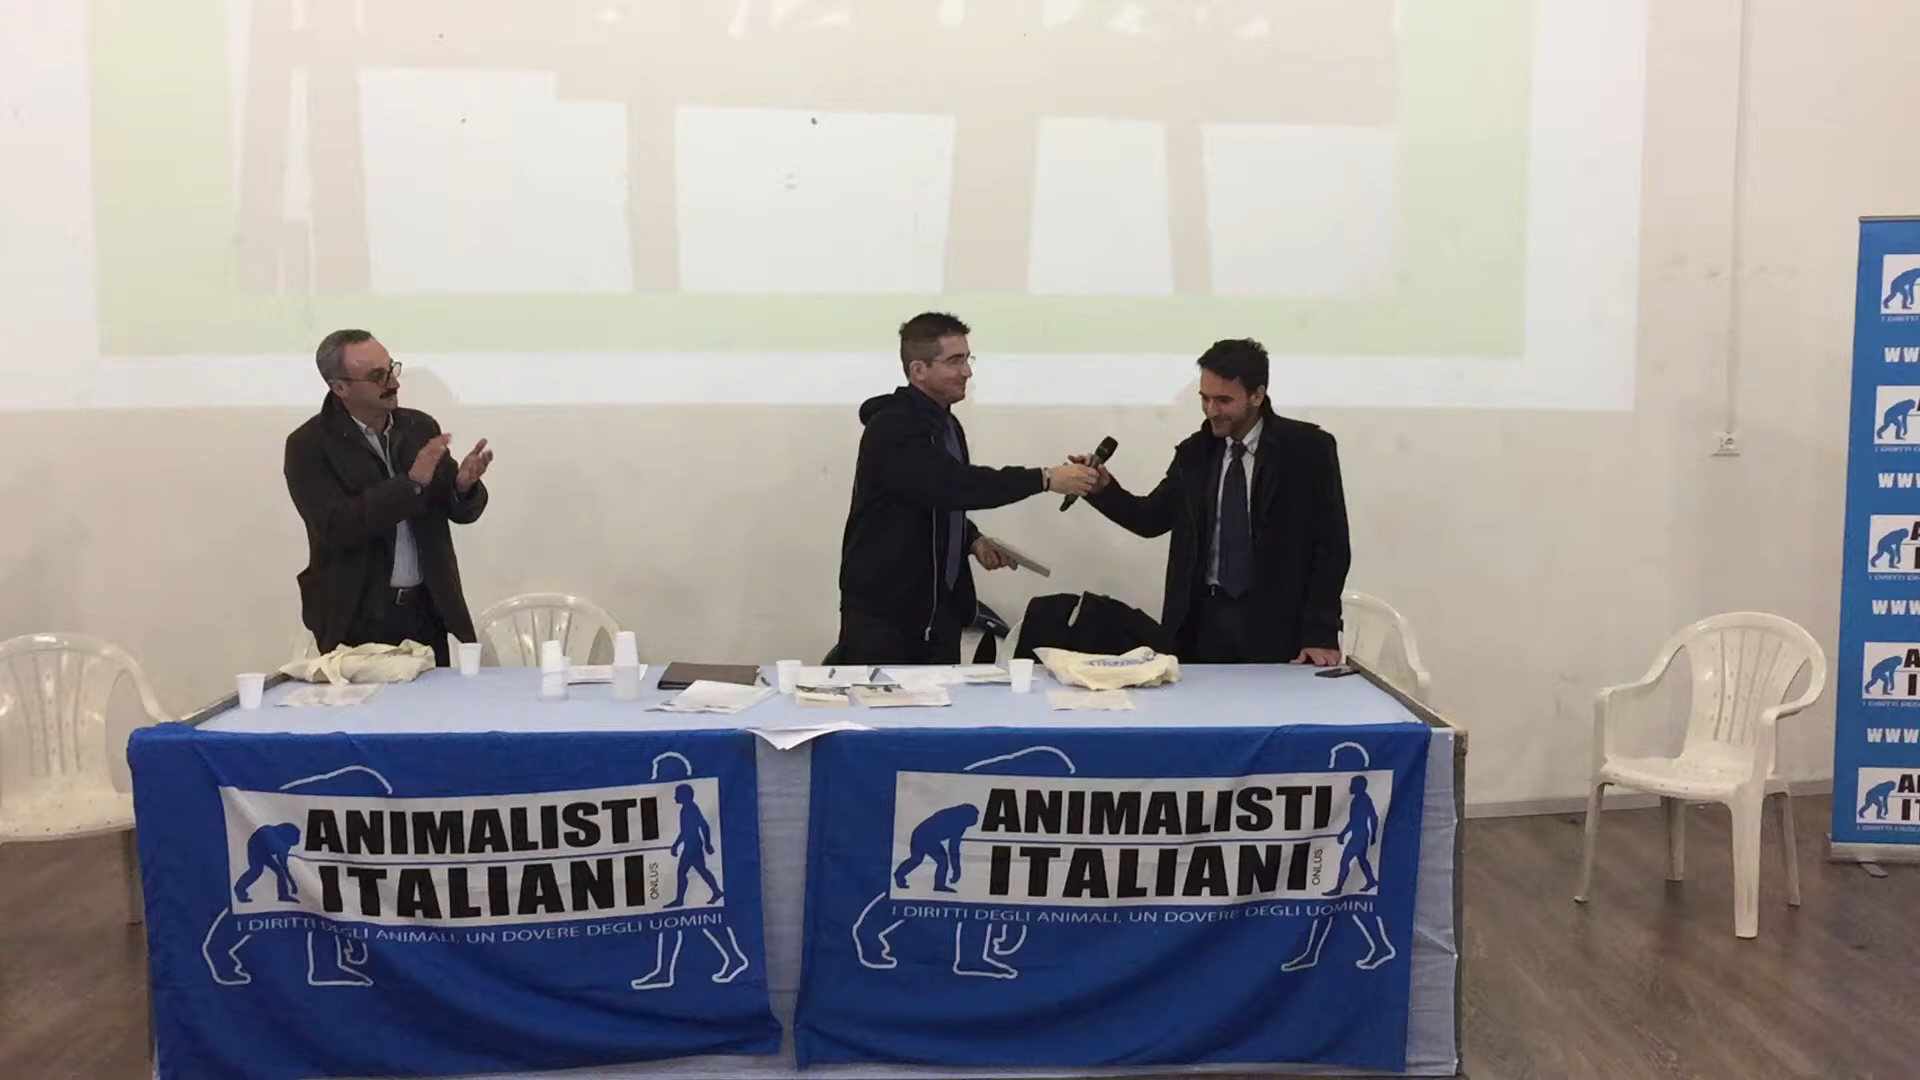 ANIMALISTI
ITALIANI
ONLUS
I DIRITTI DEGLI ANIMALI, UN DOVERE DEGLI UOMINI
ANIMALISTI
ITALIANI
ONLUS
I DIRITTI DEGLI ANIMALI, UN DOVERE DEGLI UOMINI